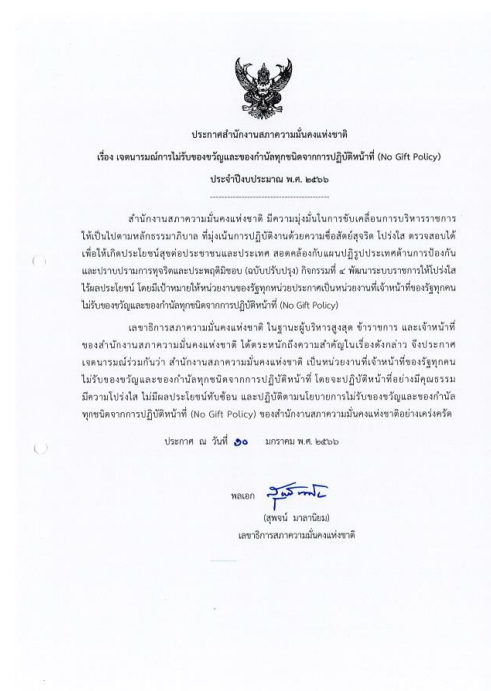 ประกาศสำนักงานสภาความมั่นคงแห่งชาติ
เรื่อง เจตนารมณ์การไม่รับของขวัญและของกำนัลทุกชนิดจากการปฏิบัติหน้าที่ (No Gift Policy)
ประจำปีงบประมาณ พ.ศ. ๒๕๖๖
สำนักงานสภาความมั่นคงแห่งชาติ มีความมุ่งมั่นในการขับเคลื่อนการบริหารราชการ
ให้เป็นไปตามหลักธรรมาภิบาล ที่มุ่งเน้นการปฏิบัติงานด้วยความซื่อสัตย์สุจริต โปร่งใส ตรวจสอบได้
เพื่อให้เกิดประโยชน์สุขต่อประชาชนและประเทศ สอดคล้องกับแผนปฏิรูปประเทศด้านการป้องกัน
และปราบปรามการทุจริตและประพฤติมิชอบ (ฉบับปรับปรุง) กิจกรรมที่ ๔ พัฒนาระบบราชการให้โปร่งใส
ไร้ผลประโยชน์ โดยมีเป้าหมายให้หน่วยงานของรัฐทุกหน่วยประกาศเป็นหน่วยงานที่เจ้าหน้าที่ของรัฐทุกคน
ไม่รับของขวัญและของกำนัลทุกชนิดจากการปฏิบัติหน้าที่ (No Gift Policy)
เลขาธิการสภาความมั่นคงแห่งชาติ ในฐานะผู้บริหารสูงสุด ข้าราชการ และเจ้าหน้าที่
ของสำนักงานสภาความมั่นคงแห่งชาติ ได้ตระหนักถึงความสำคัญในเรื่องดังกล่าว จึงประกาศ
เจตนารมณ์ร่วมกันว่า สำนักงานสภาความมั่นคงแห่งชาติ เป็นหน่วยงานที่เจ้าหน้าที่ของรัฐทุกคน
ไม่รับของขวัญและของกำนัลทุกชนิดจากการปฏิบัติหน้าที่ โดยจะปฏิบัติหน้าที่อย่างมีคุณธรรม
มีความโปร่งใส ไม่มีผลประโยชน์ทับซ้อน และปฏิบัติตามนโยบายการไม่รับของขวัญและของกำนัล
ทุกชนิดจากการปฏิบัติหน้าที่ (No Gift Policy) ของสำนักงานสภาความมั่นคงแห่งชาติอย่างเคร่งครัด
ประกาศ ณ วันที่ ๑๐ มกราคม พ.ศ. ๒๕๖๖
พลเอก
(สุพจน์ มาลานิยม)
เลขาธิการสภาความมั่นคงแห่งชาติ